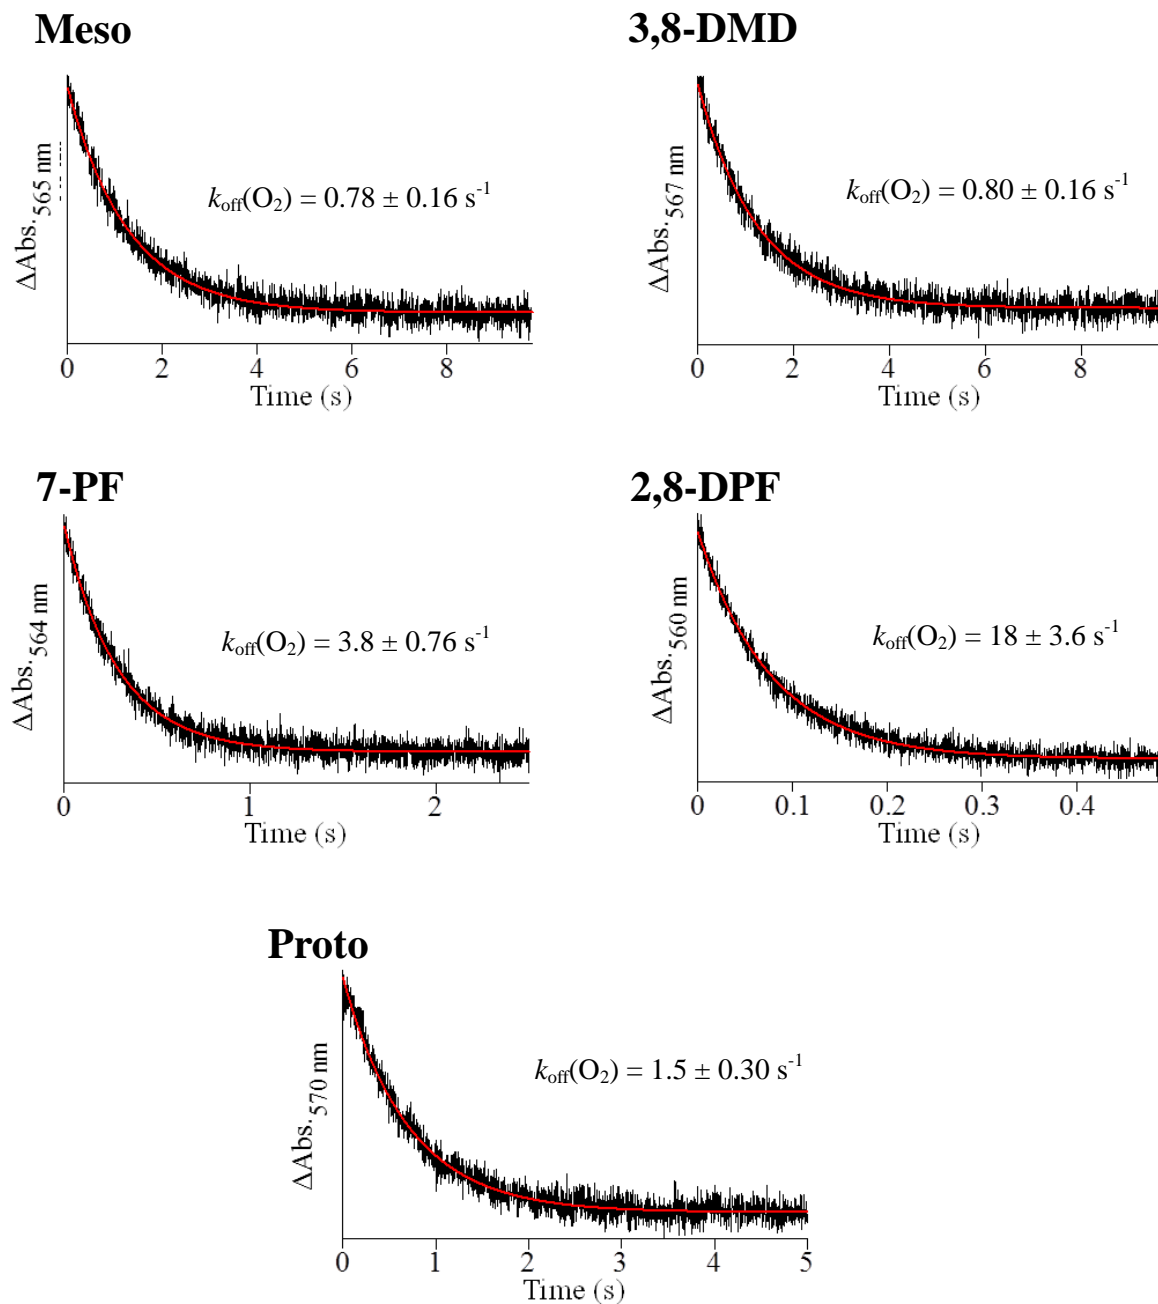 Meso
ΔAbs.565 nm
koff(O2) = 0.78 ± 0.16 s-1
0 2 4 6 8
Time (s)
3,8-DMD
ΔAbs.567 nm
koff(O2) = 0.80 ± 0.16 s-1
0 2 4 6 8
Time (s)
7-PF
ΔAbs.564 nm
koff(O2) = 3.8 ± 0.76 s-1
0 1 2
Time (s)
2,8-DPF
ΔAbs.560 nm
koff(O2) = 18 ± 3.6 s-1
0 0.1 0.2 0.3 0.4
Time (s)
Proto
ΔAbs.570 nm
koff(O2) = 1.5 ± 0.30 s-1
0 1 2 3 4 5
Time (s)